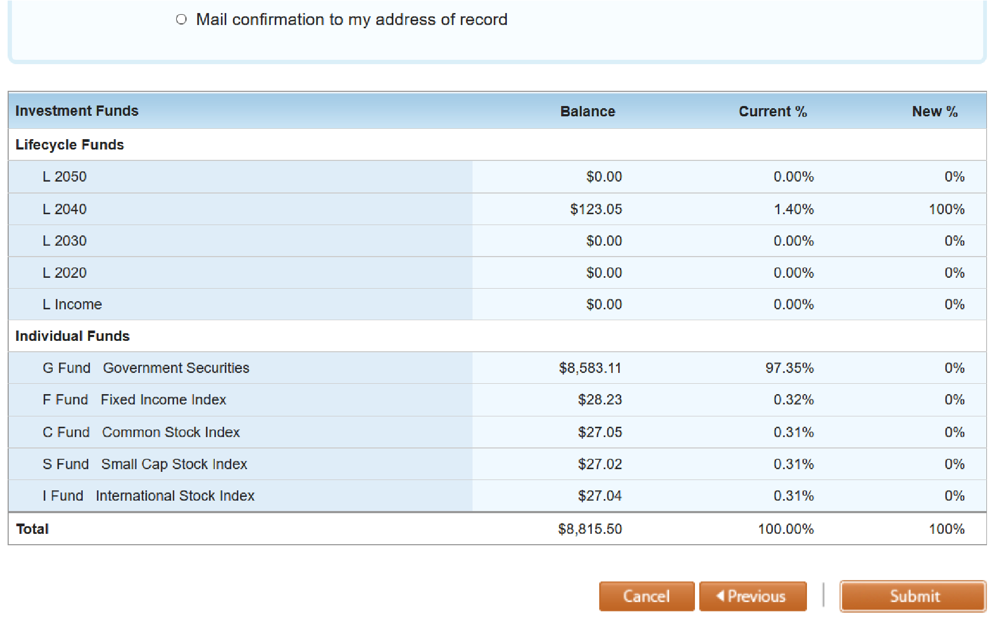 Mail confirmation to my address of record
Investment Funds Balance Current % New %
Lifecycle Funds
L 2050 $0.00 0.00% 0%
L 2040 $123.05 1.40% 100%
L 2030 $0.00 0.00% 0%
L 2020 $0.00 0.00% 0%
L Income $0.00 0.00% 0%
Individual Funds
G Fund Government Securities $8,583.11 97.35% 0%
F Fund Fixed Income Index $28.23 0.32% 0%
C Fund Common Stock Index $27.05 0.31% 0%
S Fund Small Cap Stock Index $27.02 0.31% 0%
I Fund International Stock Index $27.04 0.31% 0%
Total $8,815.50 100.00% 100%
Cancel Previous Submit